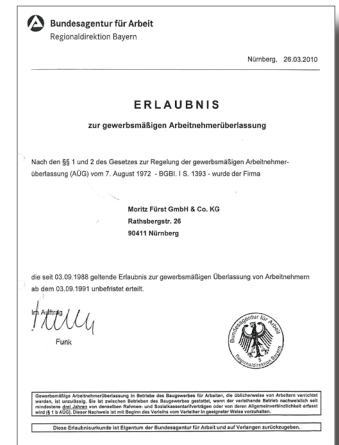 Bundesagentur für Arbeit
Regionaldirektion Bayern
Nürnberg, 26.03.2010
ERLAUBNIS
zur gewerbsmäßigen Arbeitnehmerüberlassung
Nach den §§ 1 und 2 des Gesetzes zur Regelung der gewerbsmäßigen Arbeitnehmer-
überlassung (AÜG) vom 7. August 1972 - BGBl. I S. 1393 - wurde der Firma
Moritz Fürst GmbH & Co. KG
Rathsbergstr. 26
90411 Nürnberg
die seit 03.09.1988 geltende Erlaubnis zur gewerbsmäßigen Überlassung von Arbeitnehmern
ab dem 03.09.1991 unbefristet erteilt.
Im Auftrag
Funk
Bundesagentur für Arbeit
Regionaldirektion Bayern
Gewerbsmäßige Arbeitnehmerüberlassung in Betriebe des Baugewerbes für Arbeiten, die üblicherweise von Arbeitern verrichtet
werden, ist unzulässig. Sie ist zwischen Betrieben des Baugewerbes gestattet, wenn der verleihende Betrieb nachweislich seit
mindestens drei Jahren von denselben Rahmen- und Sozialkassentarifverträgen oder von deren Allgemeinverbindlichkeit erfasst
wird (§ 1 b AÜG). Dieser Nachweis ist mit Beginn des Verleihs vom Verleiher in geeigneter Weise vorzuhalten.
Diese Erlaubnisurkunde ist Eigentum der Bundesagentur für Arbeit und auf Verlangen zurückzugeben.